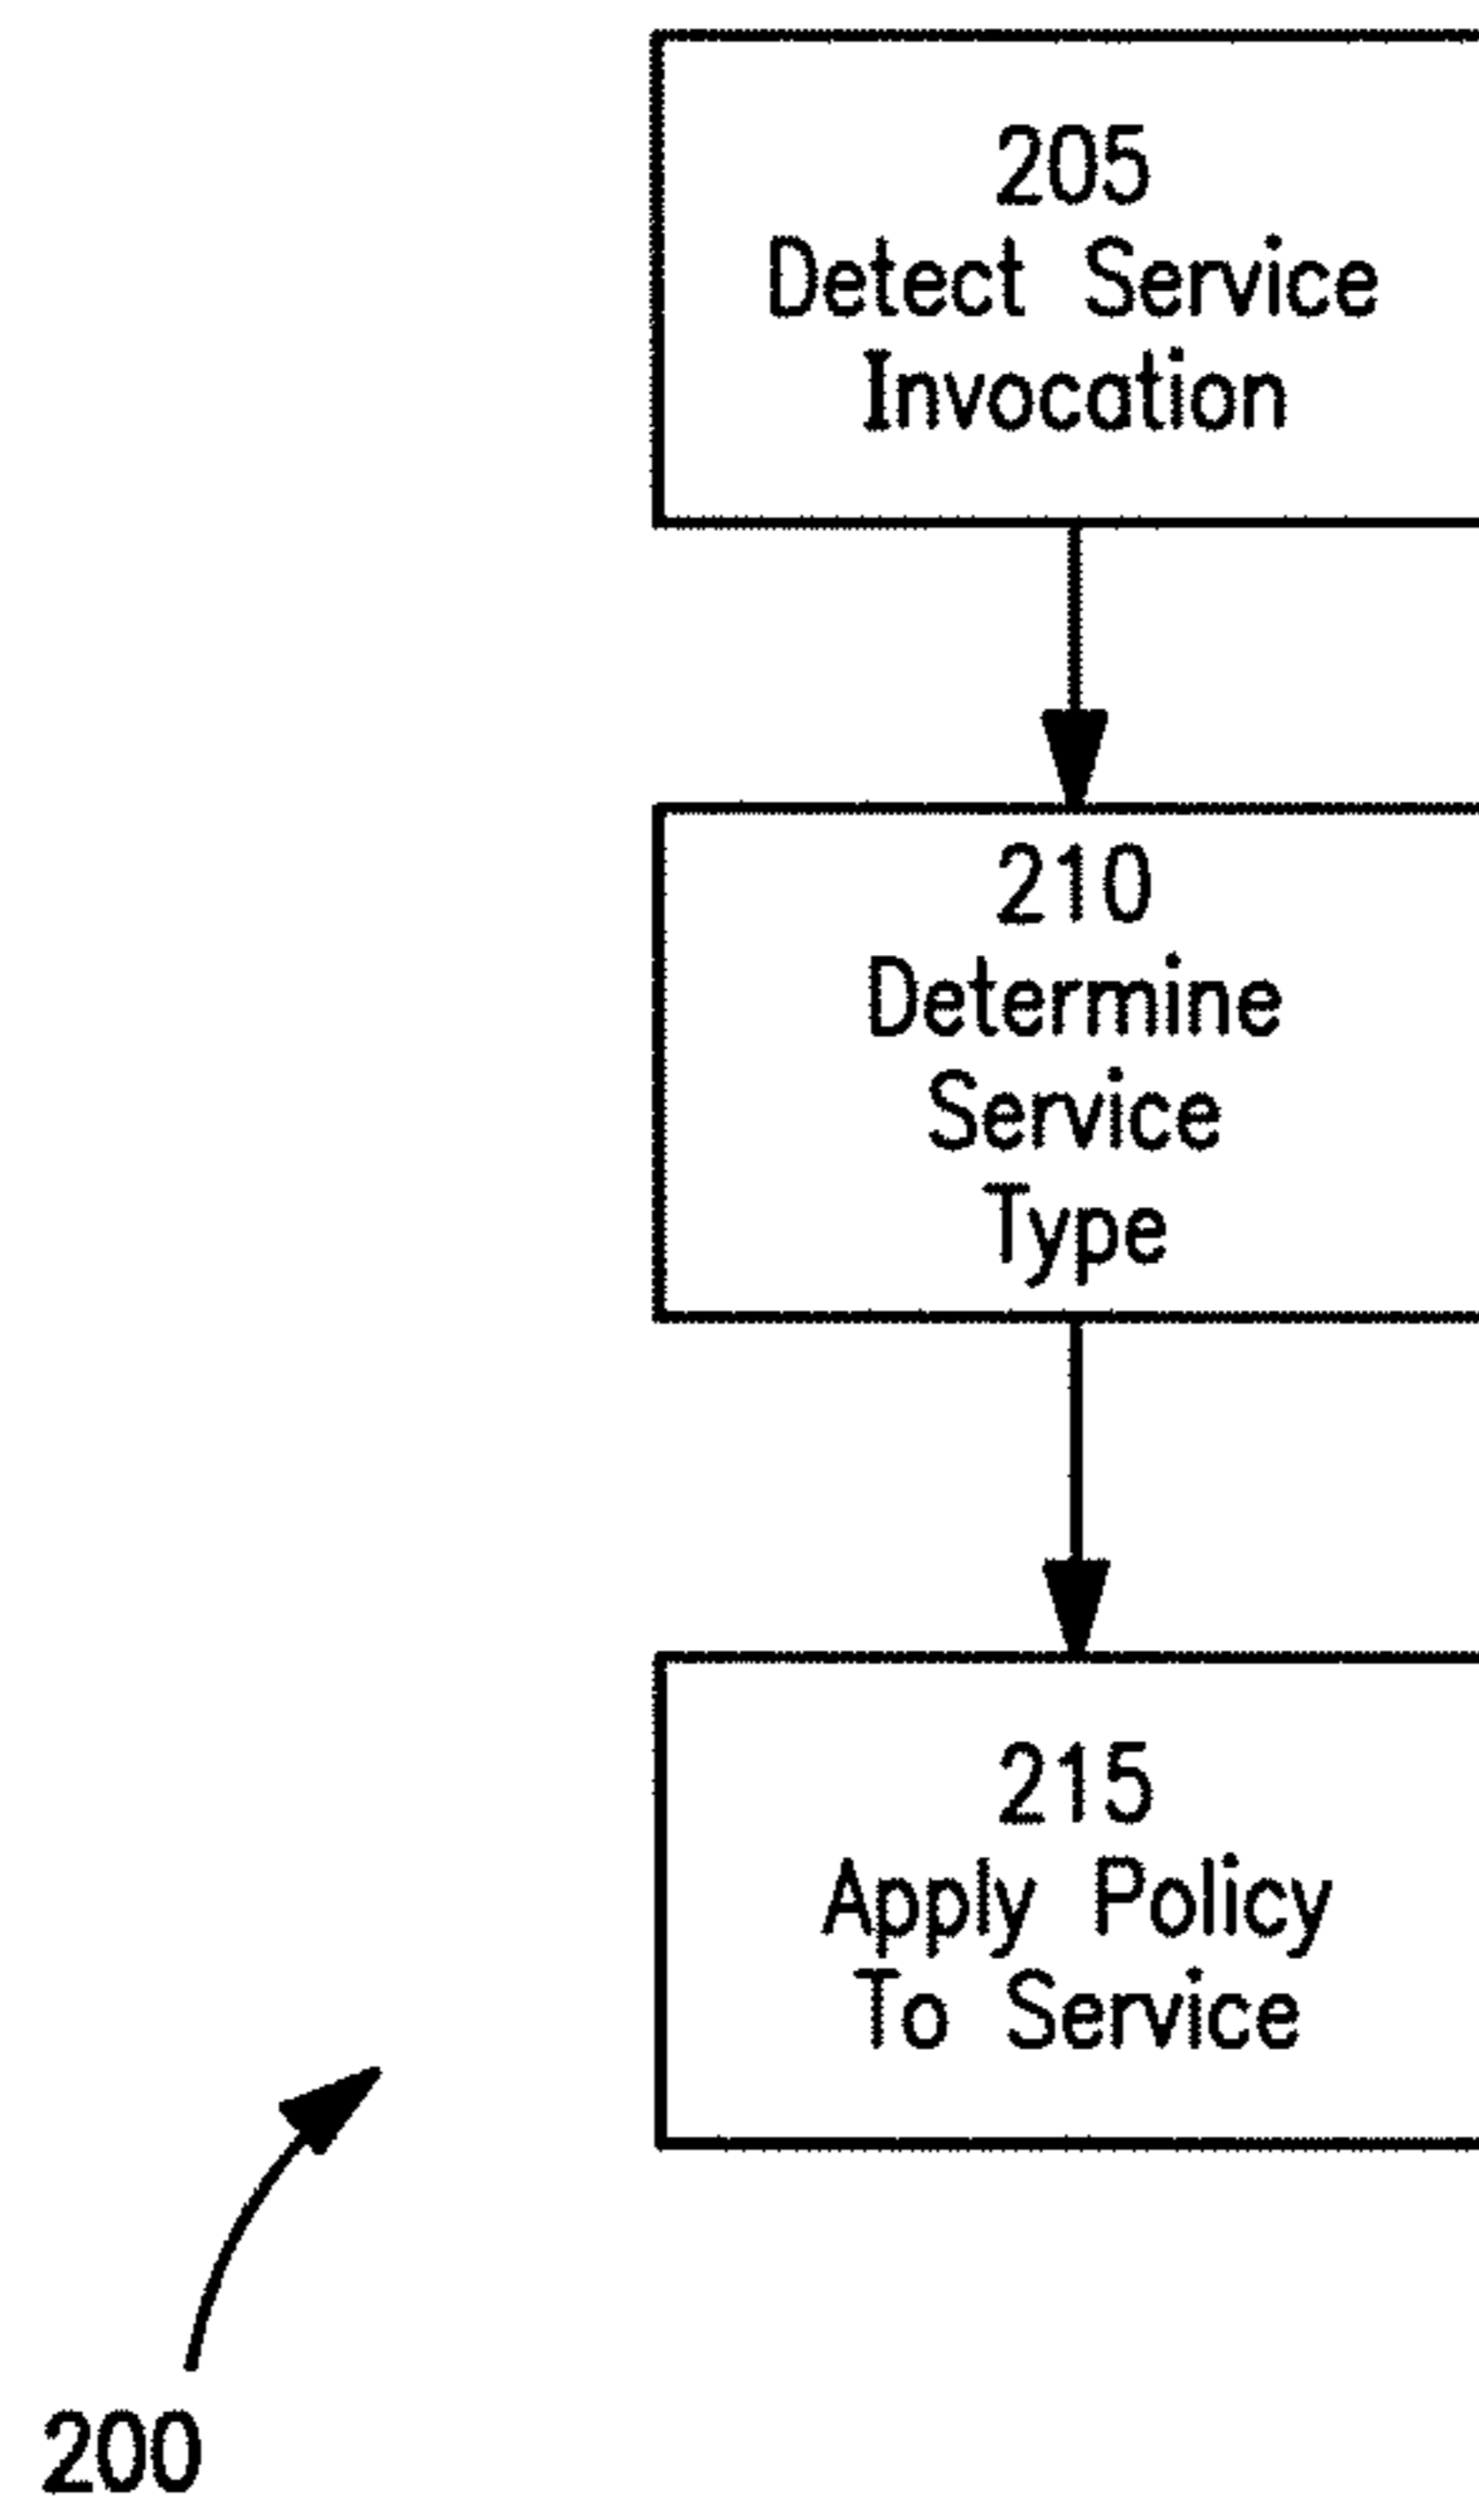 205
Detect Service
Invocation
210
Determine
Service
Type
215
Apply Policy
To Service
200